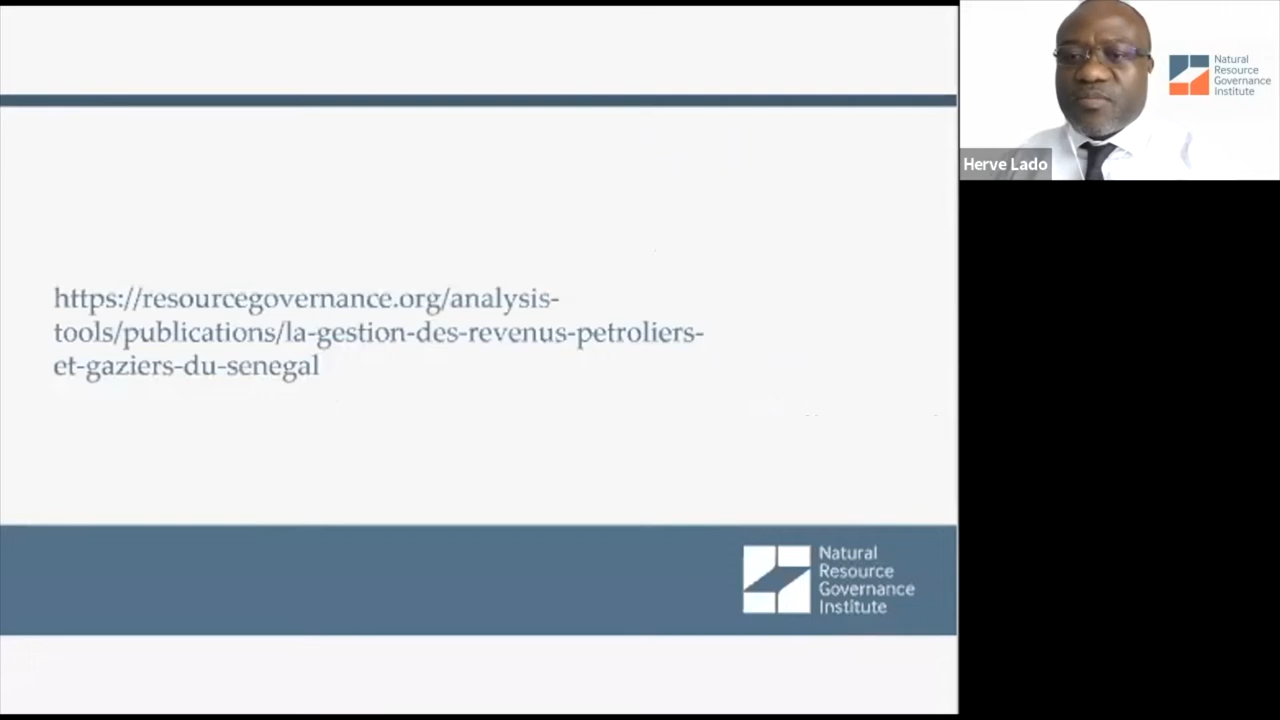 https://resourcegovernance.org/analysis-
tools/publications/la-gestion-des-revenus-petroliers-
et-gaziers-du-senegal
Natural
Resource
Governance
Institute
Herve Lado
Natural
Resource
Governance
Institute